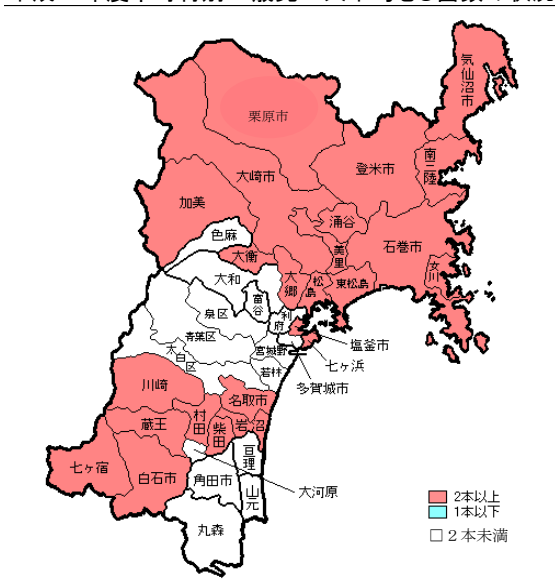 気仙沼市
栗原市
南三陸
登米市
大崎市
加美
涌谷
色麻
石巻市
美里
大衡
女川
大郷
松島
東松島
大和
富谷
利府
泉区
青葉区
塩釜市
宮城野
太白区
七ヶ浜
若林
多賀城市
川崎
名取市
村田
柴田
岩沼
蔵王
亘理
七ヶ宿
白石市
角田市
山元
大河原
丸森
2本以上
1本以下
２本未満